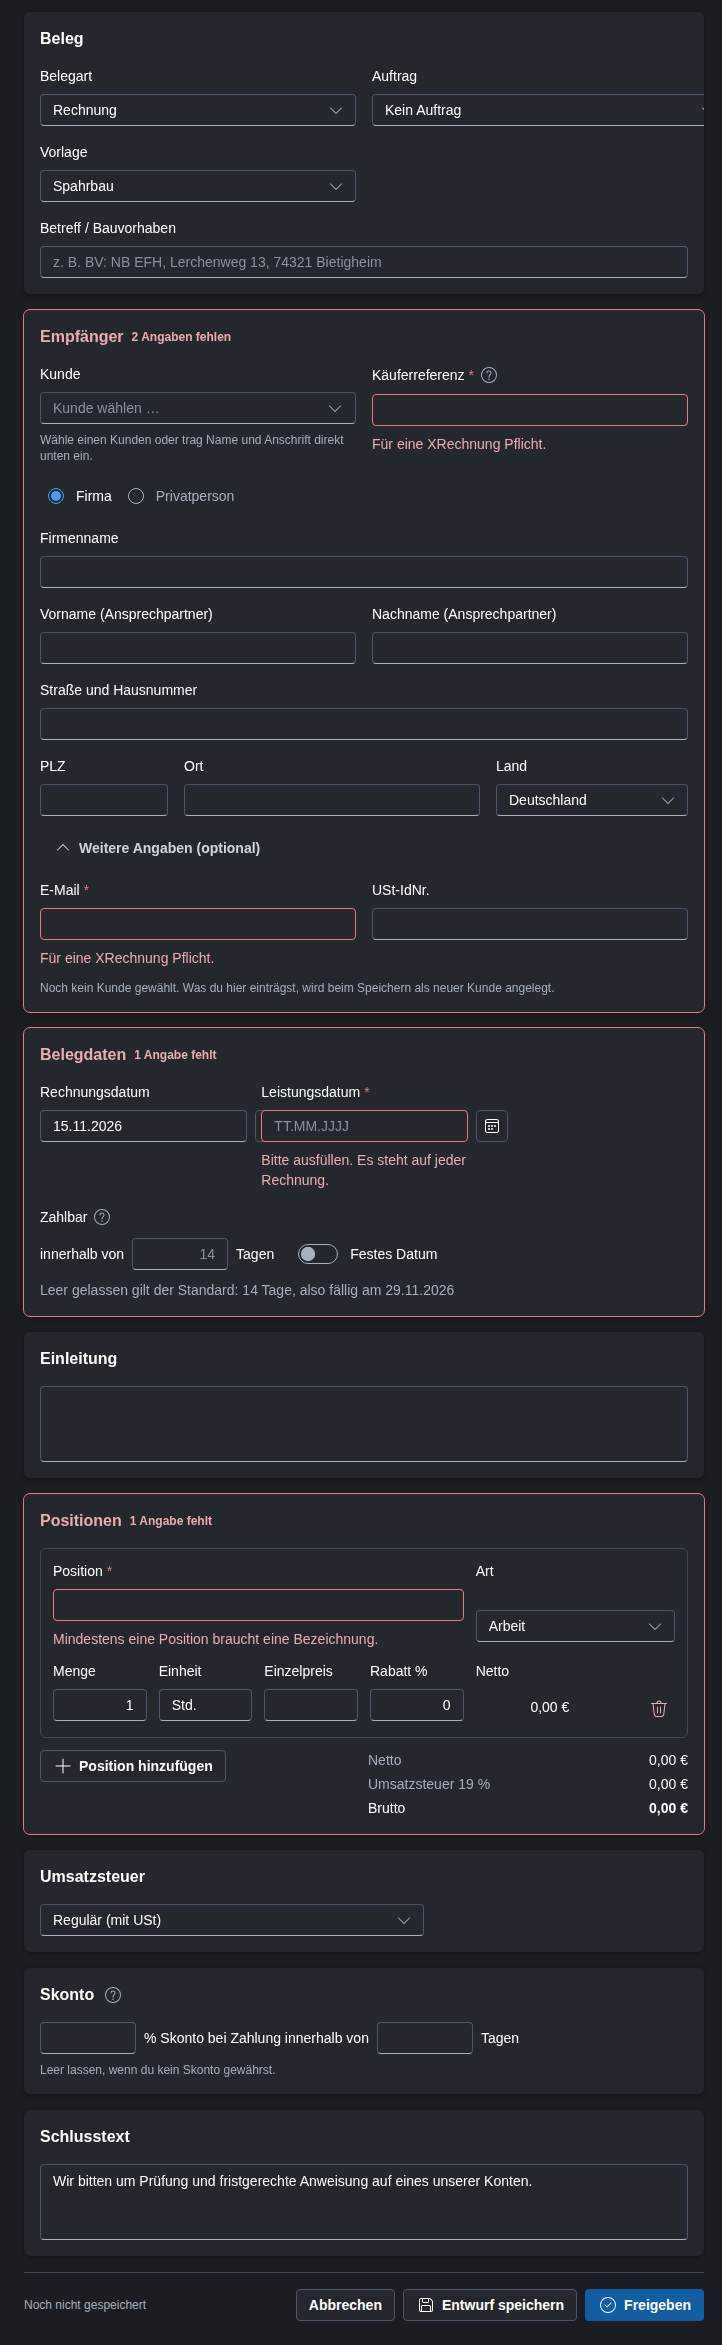 Beleg
Belegart
Auftrag
Rechnung
Kein Auftrag
Vorlage
Spahrbau
Betreff / Bauvorhaben
z. B. BV: NB EFH, Lerchenweg 13, 74321 Bietigheim
Empfänger 2 Angaben fehlen
Kunde
Käuferreferenz *
Kunde wählen …
Wähle einen Kunden oder trag Name und Anschrift direkt
unten ein.
Für eine XRechnung Pflicht.
Firma
Privatperson
Firmenname
Vorname (Ansprechpartner)
Nachname (Ansprechpartner)
Straße und Hausnummer
PLZ
Ort
Land
Deutschland
Weitere Angaben (optional)
E-Mail *
USt-IdNr.
Für eine XRechnung Pflicht.
Noch kein Kunde gewählt. Was du hier einträgst, wird beim Speichern als neuer Kunde angelegt.
Belegdaten 1 Angabe fehlt
Rechnungsdatum
Leistungsdatum *
15.11.2026
TT.MM.JJJJ
Bitte ausfüllen. Es steht auf jeder
Rechnung.
Zahlbar
innerhalb von 14 Tagen
Festes Datum
Leer gelassen gilt der Standard: 14 Tage, also fällig am 29.11.2026
Einleitung
Positionen 1 Angabe fehlt
Position *
Art
Arbeit
Mindestens eine Position braucht eine Bezeichnung.
Menge
Einheit
Einzelpreis
Rabatt %
Netto
1
Std.
0
0,00 €
Position hinzufügen
Netto 0,00 €
Umsatzsteuer 19 % 0,00 €
Brutto 0,00 €
Umsatzsteuer
Regulär (mit USt)
Skonto
% Skonto bei Zahlung innerhalb von
Tagen
Leer lassen, wenn du kein Skonto gewährst.
Schlusstext
Wir bitten um Prüfung und fristgerechte Anweisung auf eines unserer Konten.
Noch nicht gespeichert
Abbrechen
Entwurf speichern
Freigeben